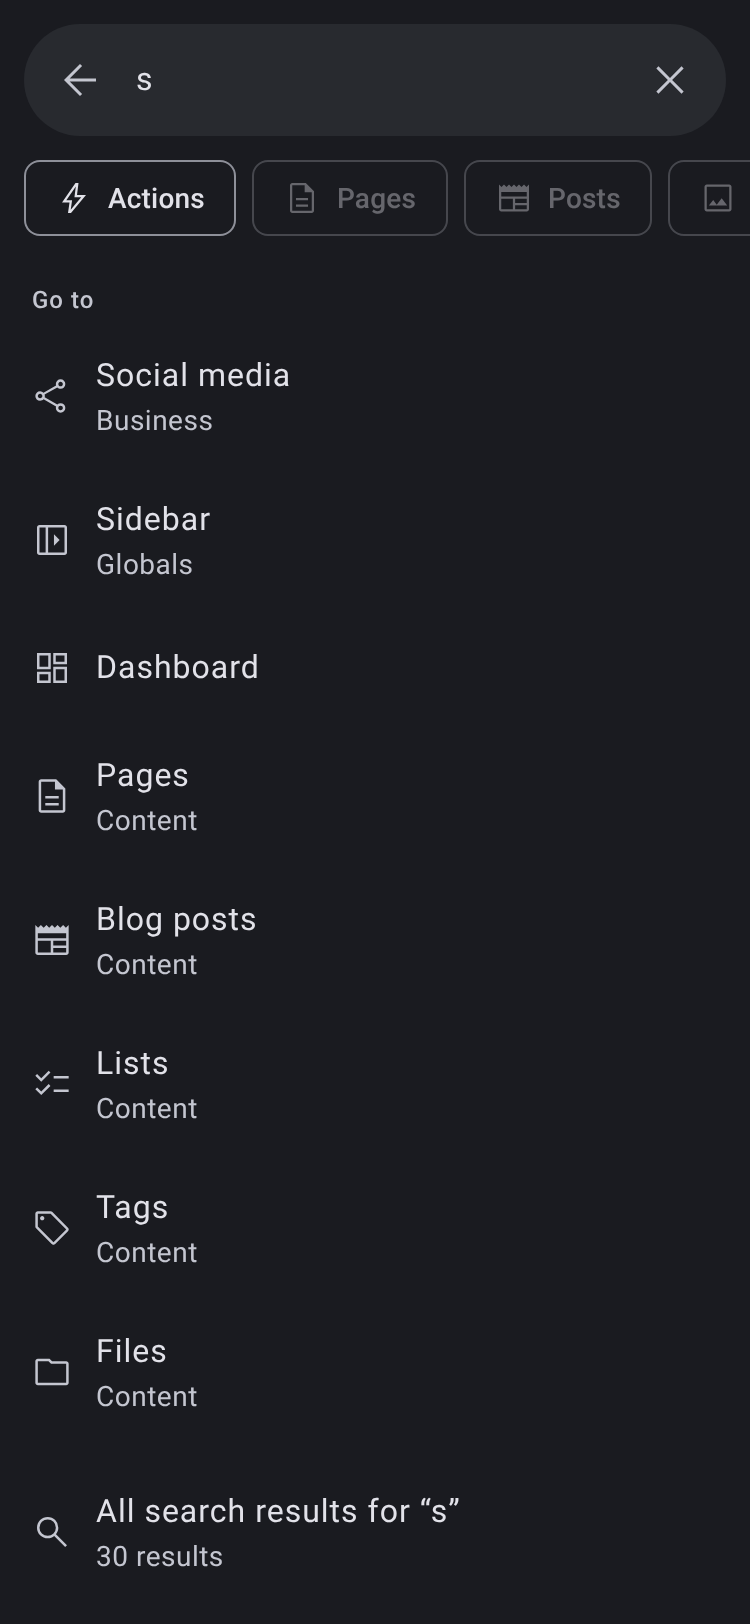 s
Actions
Pages
Posts
Go to
Social media
Business
Sidebar
Globals
Dashboard
Pages
Content
Blog posts
Content
Lists
Content
Tags
Content
Files
Content
All search results for “s”
30 results